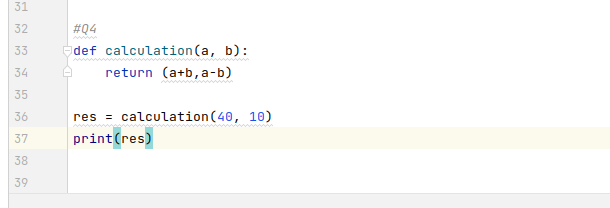 31
32 #Q4
33 def calculation(a, b):
34     return (a+b,a-b)
35
36 res = calculation(40, 10)
37 print(res)
38
39